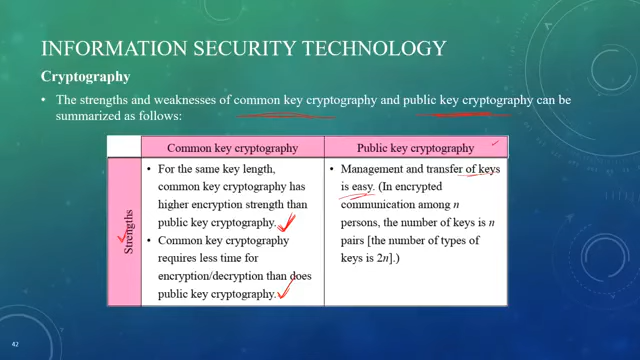 INFORMATION SECURITY TECHNOLOGY
Cryptography
• The strengths and weaknesses of common key cryptography and public key cryptography can be
summarized as follows:
Common key cryptography
Public key cryptography
Strengths
• For the same key length,
common key cryptography has
higher encryption strength than
public key cryptography.
• Common key cryptography
requires less time for
encryption/decryption than does
public key cryptography.
• Management and transfer of keys
is easy. (In encrypted
communication among n
persons, the number of keys is n
pairs [the number of types of
keys is 2n].)
42